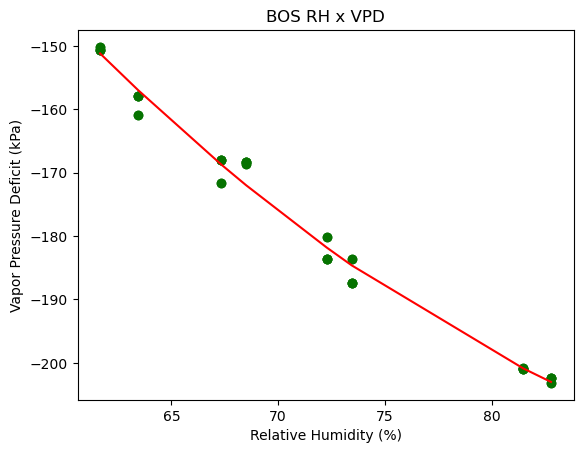 BOS RH x VPD
Vapor Pressure Deficit (kPa)
−150
−160
−170
−180
−190
−200
65 70 75 80
Relative Humidity (%)